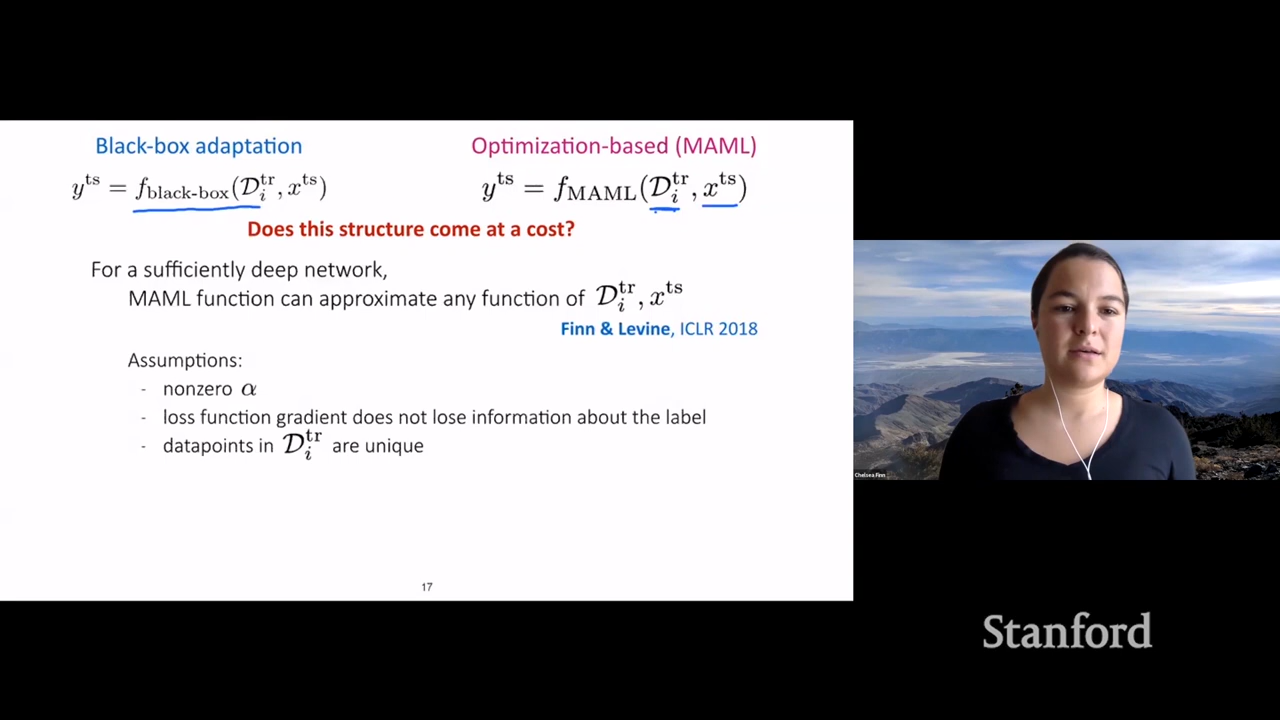 Black-box adaptation
Optimization-based (MAML)
y^ts = f_black-box(𝒟_i^tr, x^ts)
y^ts = f_MAML(𝒟_i^tr, x^ts)
Does this structure come at a cost?
For a sufficiently deep network,
MAML function can approximate any function of 𝒟_i^tr, x^ts
Finn & Levine, ICLR 2018
Assumptions:
- nonzero α
- loss function gradient does not lose information about the label
- datapoints in 𝒟_i^tr are unique
17
Chelsea Finn
Stanford